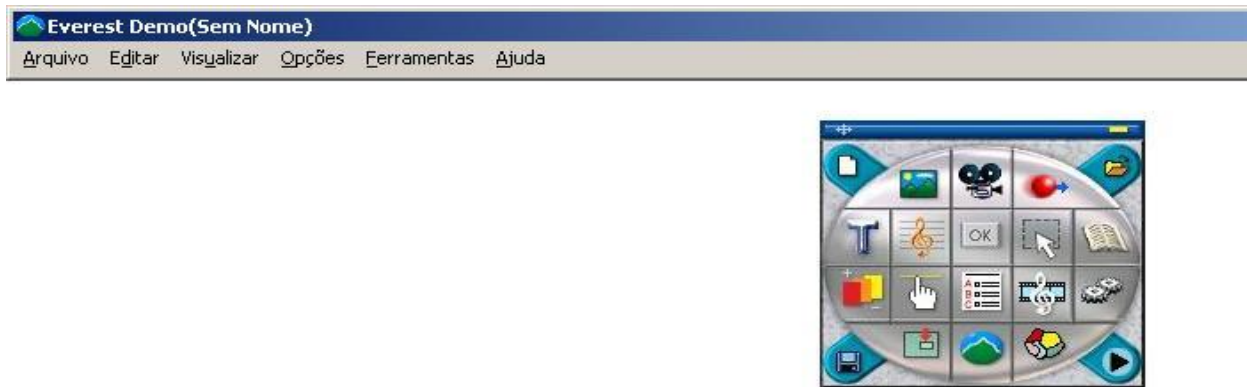 Everest Demo(Sem Nome)
Arquivo Editar Visualizar Opções Ferramentas Ajuda
T
OK
A
B
C